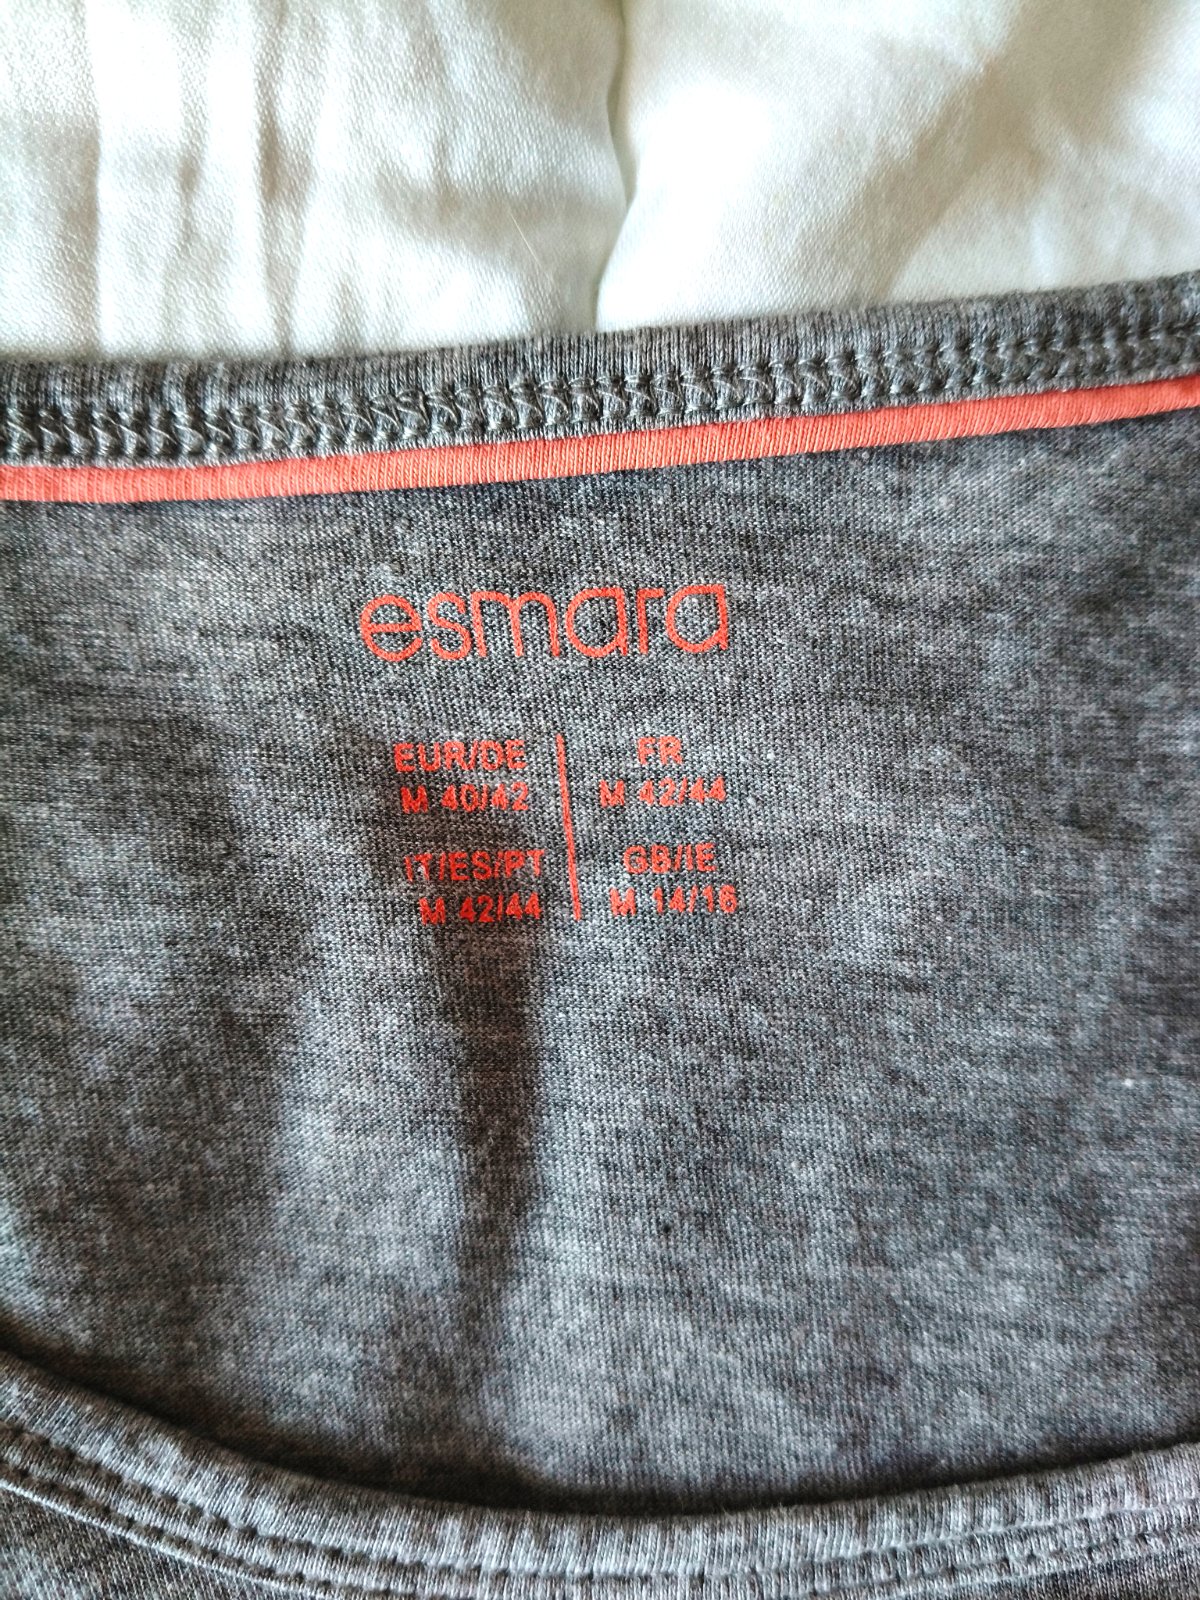 esmara
EUR/DE
M 40/42
FR
M 42/44
IT/ES/PT
M 42/44
GB/IE
M 14/16